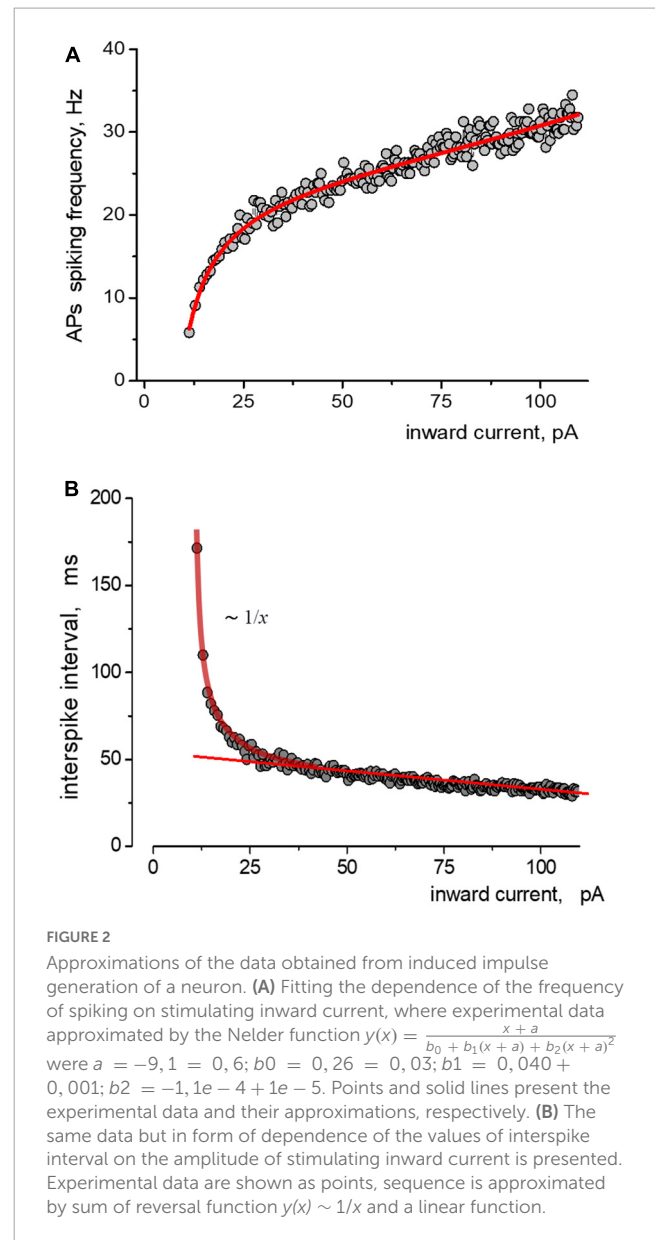 A
40
30
20
10
0
APs spiking frequency, Hz
0 25 50 75 100
inward current, pA
B
200
150
100
50
0
interspike interval, ms
~ 1/x
0 25 50 75 100
inward current, pA
FIGURE 2
Approximations of the data obtained from induced impulse
generation of a neuron. (A) Fitting the dependence of the frequency
of spiking on stimulating inward current, where experimental data
approximated by the Nelder function y(x) = \frac{x + a}{b_0 + b_1(x + a) + b_2(x + a)^2}
were a = −9, 1 = 0, 6; b0 = 0, 26 = 0, 03; b1 = 0, 040 +
0, 001; b2 = −1, 1e − 4 + 1e − 5. Points and solid lines present the
experimental data and their approximations, respectively. (B) The
same data but in form of dependence of the values of interspike
interval on the amplitude of stimulating inward current is presented.
Experimental data are shown as points, sequence is approximated
by sum of reversal function y(x) ~ 1/x and a linear function.